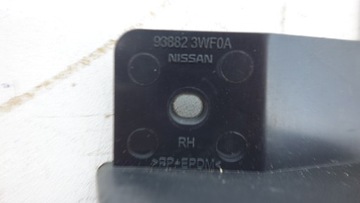 93882 3WF0A
NISSAN
RH
>PP+EPDM<